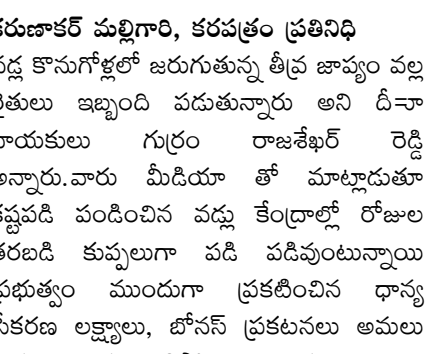 కరుణాకర్ మల్లిగారి, కరపత్రం ప్రతినిధి
వడ్ల కొనుగోళ్లలో జరుగుతున్న తీవ్ర జాప్యం వల్ల
రైతులు ఇబ్బంది పడుతున్నారు అని
నాయకులు గుర్రం రాజశేఖర్ రెడ్డి
అన్నారు.వారు మీడియా తో మాట్లాడుతూ
కష్టపడి పండించిన వడ్లు కేంద్రాల్లో రోజుల
తరబడి కుప్పలుగా పడి పడివుంటున్నాయి
ప్రభుత్వం ముందుగా ప్రకటించిన ధాన్య
సేకరణ లక్ష్యాలు, బోనస్ ప్రకటనలు అమలు